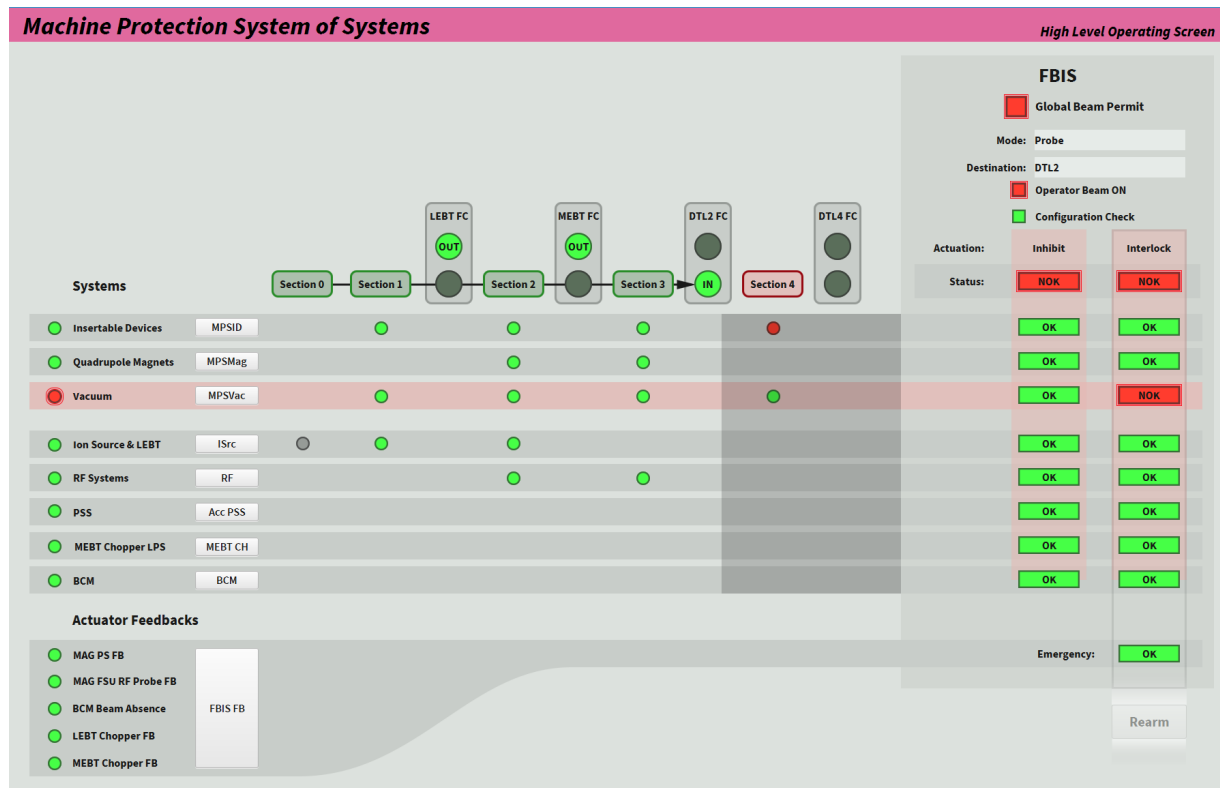 Machine Protection System of Systems
High Level Operating Screen
FBIS
Global Beam Permit
Mode: Probe
Destination: DTL2
Operator Beam ON
Configuration Check
LEBT FC
MEBT FC
DTL2 FC
DTL4 FC
OUT
OUT
Actuation: Inhibit Interlock
Systems
Section 0
Section 1
Section 2
Section 3
IN
Section 4
Status: NOK NOK
Insertable Devices MPSID OK OK
Quadrupole Magnets MPSMag OK OK
Vacuum MPSVac OK NOK
Ion Source & LEBT ISrc OK OK
RF Systems RF OK OK
PSS Acc PSS OK OK
MEBT Chopper LPS MEBT CH OK OK
BCM BCM OK OK
Actuator Feedbacks
MAG PS FB
MAG FSU RF Probe FB
BCM Beam Absence
LEBT Chopper FB
MEBT Chopper FB
FBIS FB
Emergency: OK
Rearm